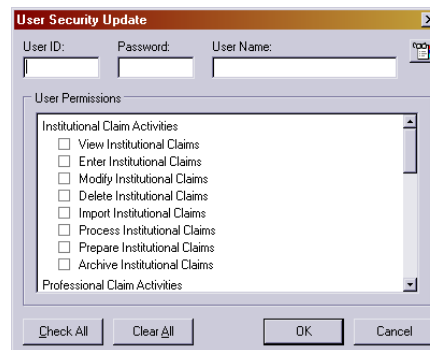 User Security Update
User ID: Password: User Name:
User Permissions
Institutional Claim Activities
View Institutional Claims
Enter Institutional Claims
Modify Institutional Claims
Delete Institutional Claims
Import Institutional Claims
Process Institutional Claims
Prepare Institutional Claims
Archive Institutional Claims
Professional Claim Activities
Check All Clear All OK Cancel